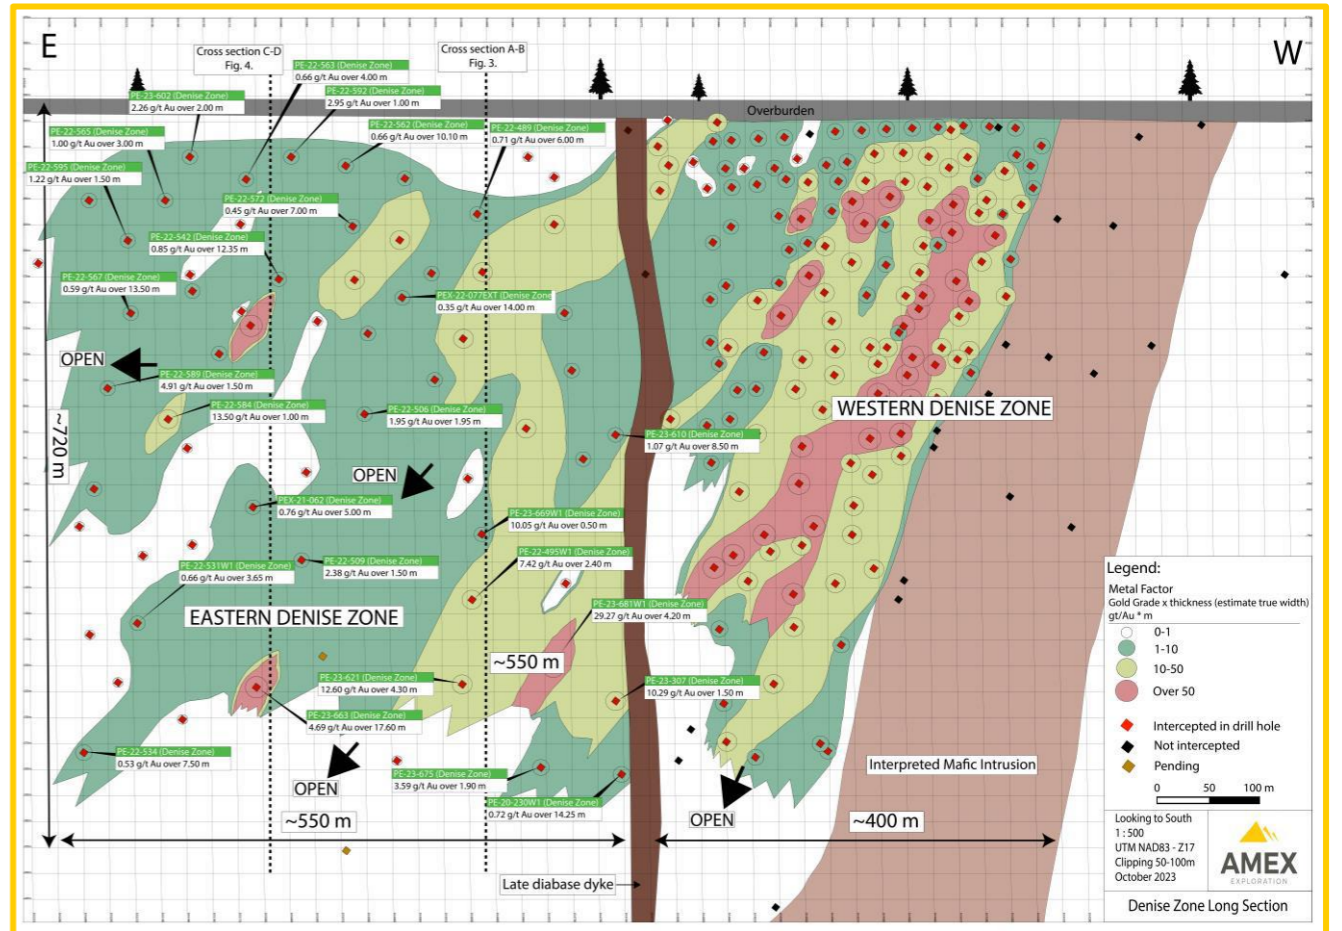 E
W
Cross section C-D
Fig. 4.
Cross section A-B
Fig. 3.
PE-22-563 (Denise Zone)
0.66 g/t Au over 4.00 m
PE-23-602 (Denise Zone)
2.26 g/t Au over 2.00 m
PE-22-592 (Denise Zone)
2.95 g/t Au over 1.00 m
Overburden
PE-22-565 (Denise Zone)
1.00 g/t Au over 3.00 m
PE-22-562 (Denise Zone)
0.66 g/t Au over 10.10 m
PE-22-489 (Denise Zone)
0.71 g/t Au over 6.00 m
PE-22-595 (Denise Zone)
1.22 g/t Au over 1.50 m
PE-22-572 (Denise Zone)
0.45 g/t Au over 7.00 m
PE-22-542 (Denise Zone)
0.85 g/t Au over 12.35 m
PE-22-567 (Denise Zone)
0.59 g/t Au over 13.50 m
PEX-22-077EXT (Denise Zone
0.35 g/t Au over 14.00 m
OPEN
PE-22-589 (Denise Zone)
4.91 g/t Au over 1.50 m
PE-22-584 (Denise Zone)
13.50 g/t Au over 1.00 m
PE-22-506 (Denise Zone)
1.95 g/t Au over 1.95 m
WESTERN DENISE ZONE
~720 m
PE-23-610 (Denise Zone)
1.07 g/t Au over 8.50 m
OPEN
PEX-21-062 (Denise Zone)
0.76 g/t Au over 5.00 m
PE-23-669W1 (Denise Zone)
10.05 g/t Au over 0.50 m
PE-22-495W1 (Denise Zone)
7.42 g/t Au over 2.40 m
PE-22-531W1 (Denise Zone)
0.66 g/t Au over 3.65 m
PE-22-509 (Denise Zone)
2.38 g/t Au over 1.50 m
PE-23-681W1 (Denise Zone)
29.27 g/t Au over 4.20 m
EASTERN DENISE ZONE
~550 m
PE-23-621 (Denise Zone)
12.60 g/t Au over 4.30 m
PE-23-307 (Denise Zone)
10.29 g/t Au over 1.50 m
PE-23-663 (Denise Zone)
4.69 g/t Au over 17.60 m
PE-22-534 (Denise Zone)
0.53 g/t Au over 7.50 m
OPEN
PE-23-675 (Denise Zone)
3.59 g/t Au over 1.90 m
PE-20-230W1 (Denise Zone)
0.72 g/t Au over 14.25 m
Interpreted Mafic Intrusion
OPEN
~550 m
~400 m
Late diabase dyke
Legend:
Metal Factor
Gold Grade x thickness (estimate true width)
gt/Au * m
0-1
1-10
10-50
Over 50
Intercepted in drill hole
Not intercepted
Pending
0 50 100 m
Looking to South
1 : 500
UTM NAD83 - Z17
Clipping 50-100m
October 2023
AMEX
EXPLORATION
Denise Zone Long Section